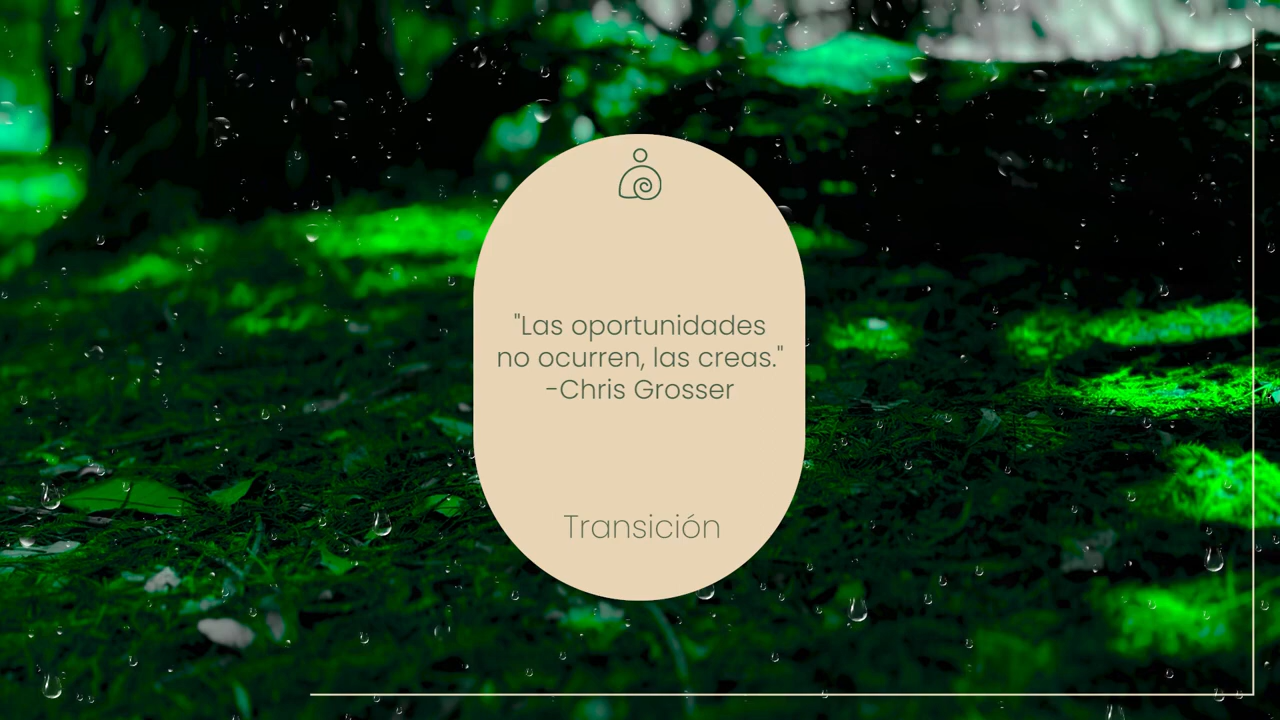 "Las oportunidades
no ocurren, las creas."
-Chris Grosser
Transición